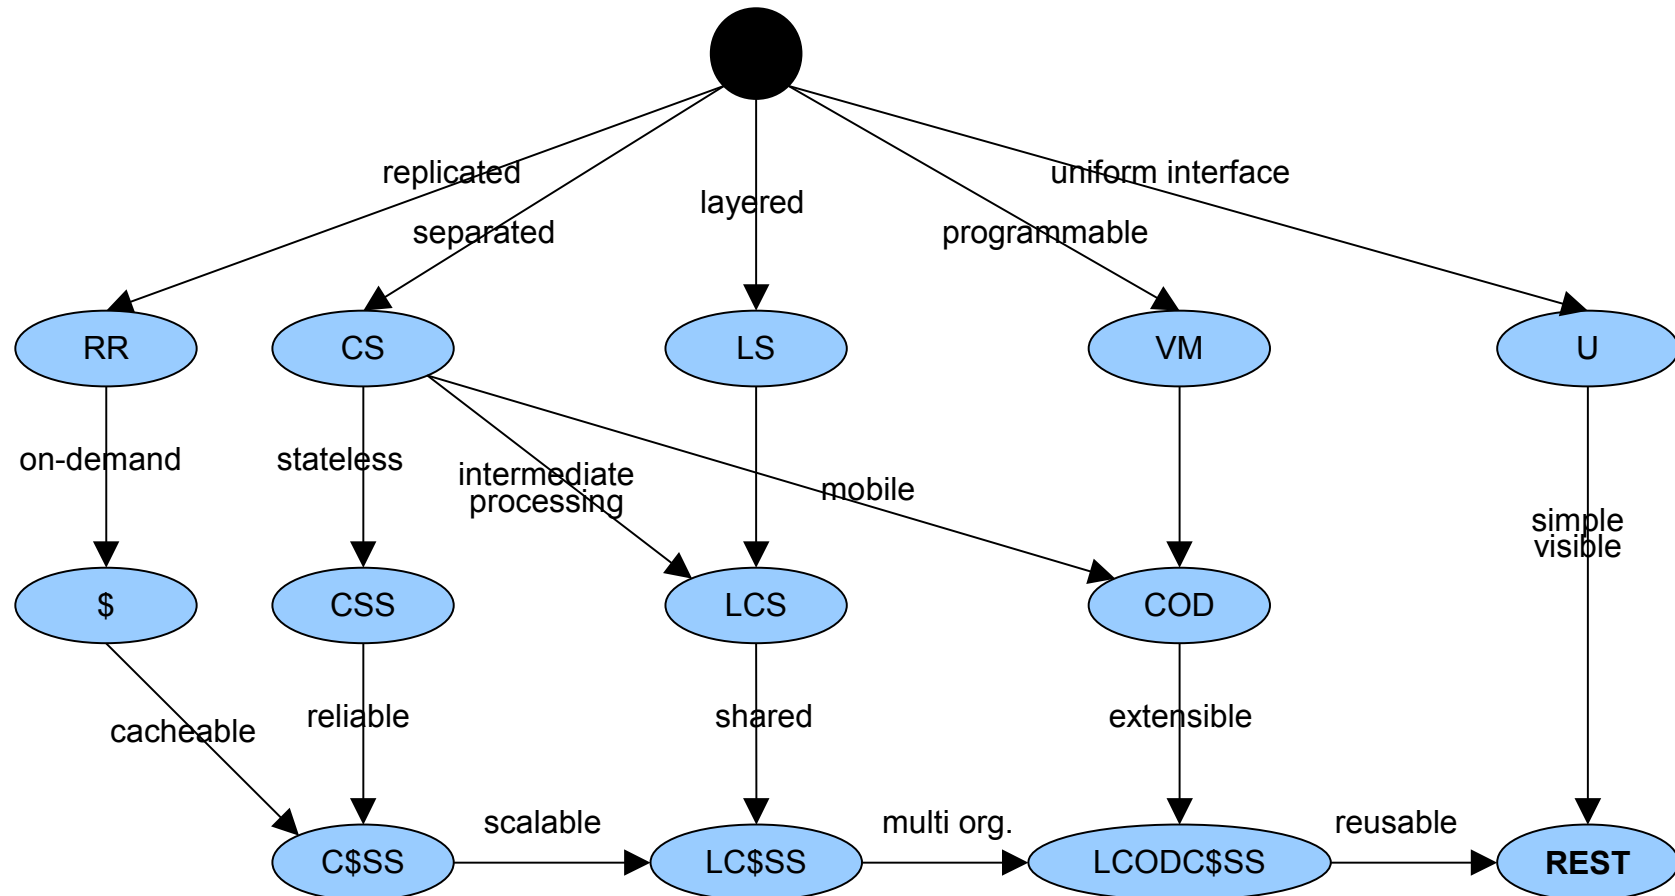 replicated
uniform interface
layered
separated
programmable
RR
CS
LS
VM
U
on-demand
stateless
intermediate
processing
mobile
simple
visible
$
CSS
LCS
COD
cacheable
reliable
shared
extensible
scalable
multi org.
reusable
C$SS
LC$SS
LCODC$SS
REST